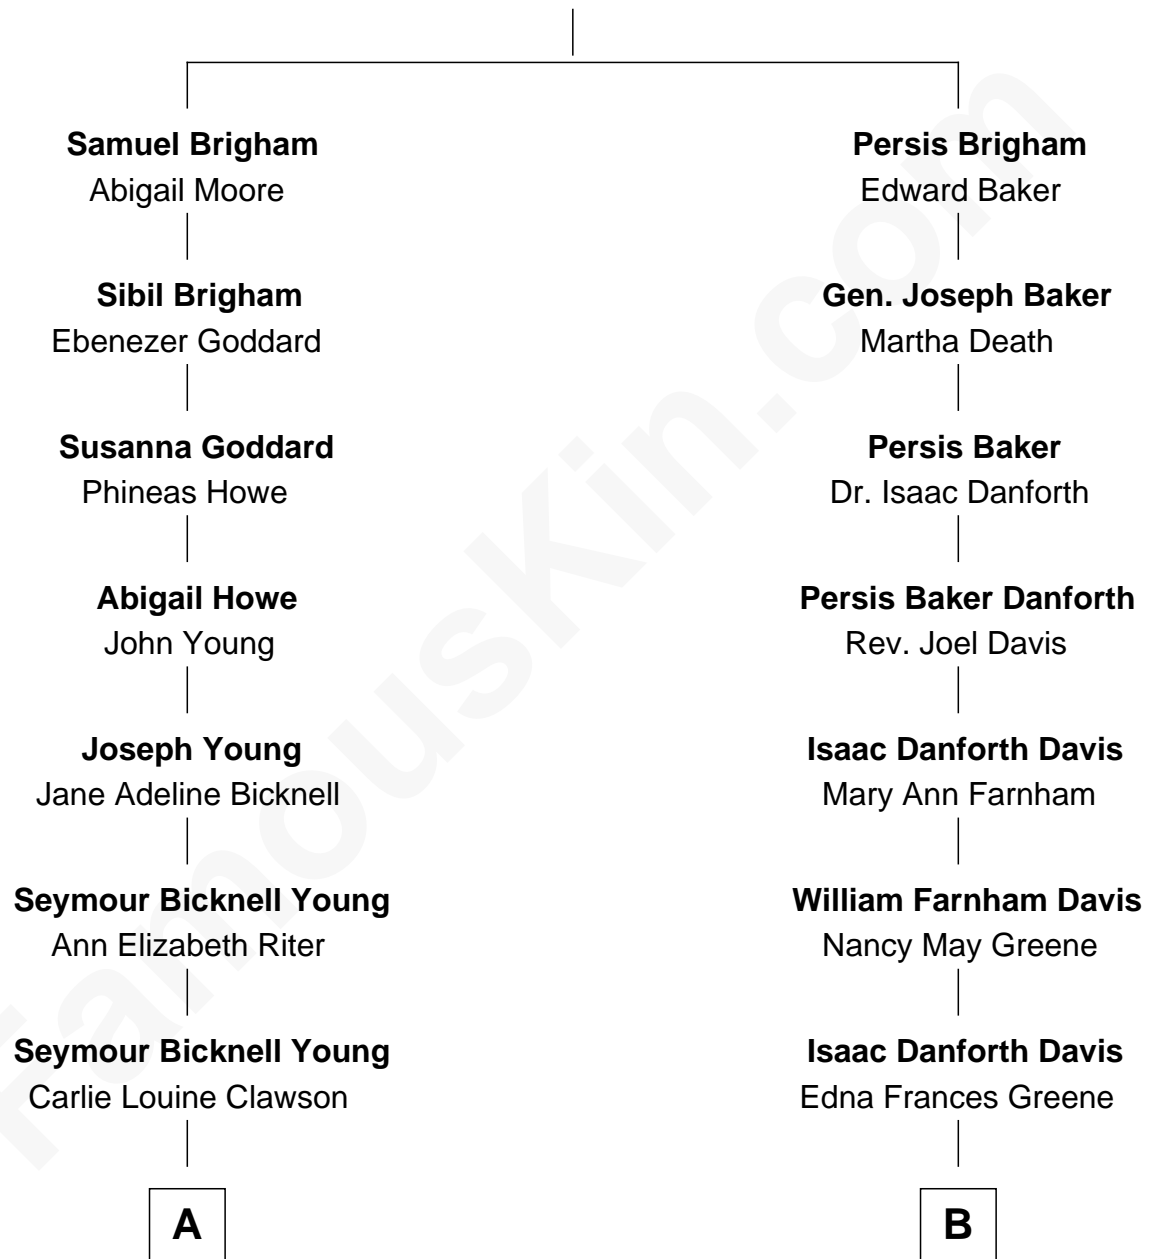 Samuel Brigham
Abigail Moore
Persis Brigham
Edward Baker
Sibil Brigham
Ebenezer Goddard
Gen. Joseph Baker
Martha Death
Susanna Goddard
Phineas Howe
Persis Baker
Dr. Isaac Danforth
Abigail Howe
John Young
Persis Baker Danforth
Rev. Joel Davis
Joseph Young
Jane Adeline Bicknell
Isaac Danforth Davis
Mary Ann Farnham
Seymour Bicknell Young
Ann Elizabeth Riter
William Farnham Davis
Nancy May Greene
Seymour Bicknell Young
Carlie Louine Clawson
Isaac Danforth Davis
Edna Frances Greene
A
B
FamousKin.com